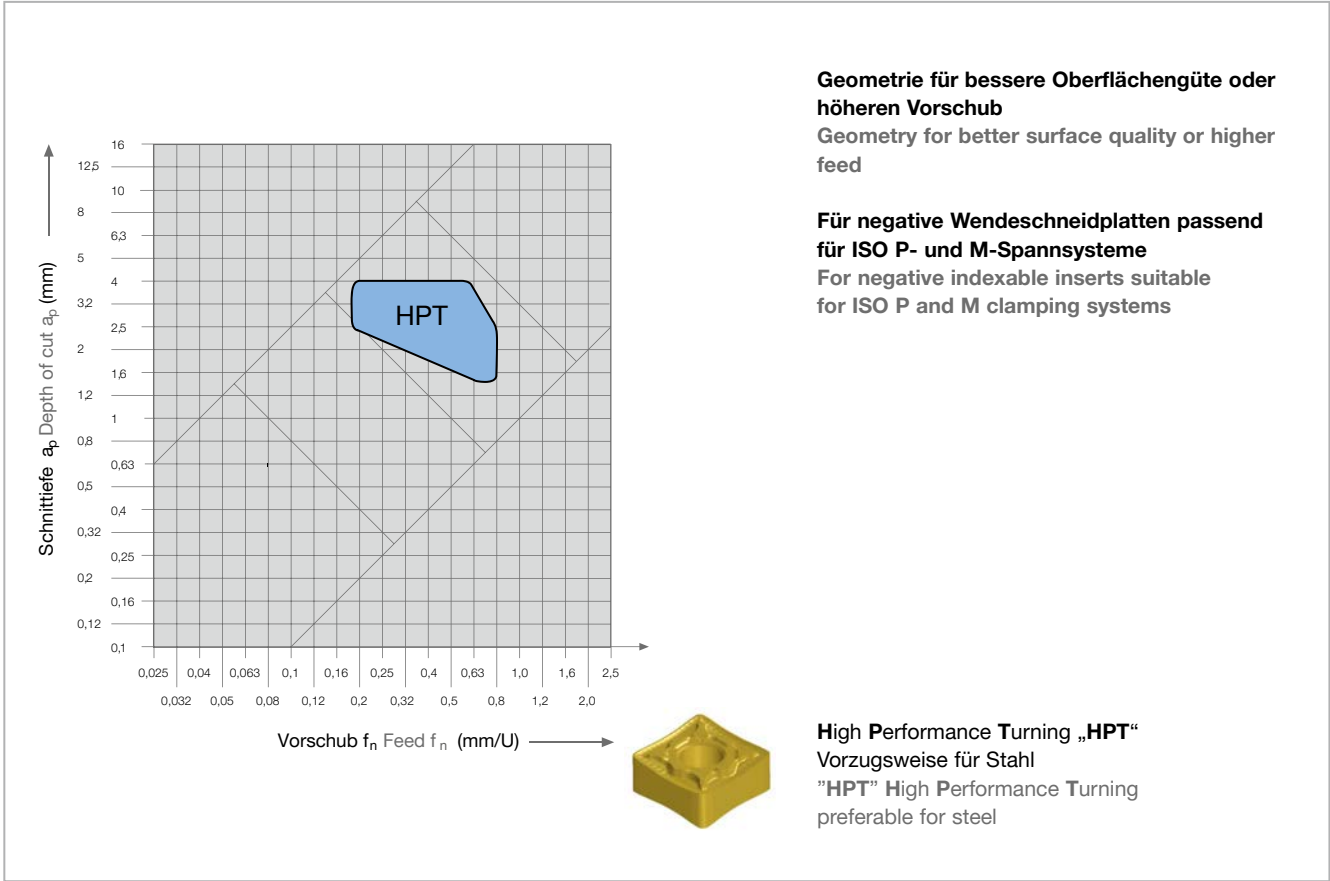 Geometrie für bessere Oberflächengüte oder
höheren Vorschub
Geometry for better surface quality or higher
feed
Für negative Wendeschneidplatten passend
für ISO P- und M-Spannsysteme
For negative indexable inserts suitable
for ISO P and M clamping systems
Schnittiefe ap Depth of cut ap (mm)
16
12,5
10
8
6,3
5
4
3,2
2,5
2
1,6
1,2
1
0,8
0,63
0,5
0,4
0,32
0,25
0,2
0,16
0,12
0,1
HPT
0,025 0,04 0,063 0,1 0,16 0,25 0,4 0,63 1,0 1,6 2,5
0,032 0,05 0,08 0,12 0,2 0,32 0,5 0,8 1,2 2,0
Vorschub fn Feed fn (mm/U)
High Performance Turning „HPT“
Vorzugsweise für Stahl
”HPT” High Performance Turning
preferable for steel